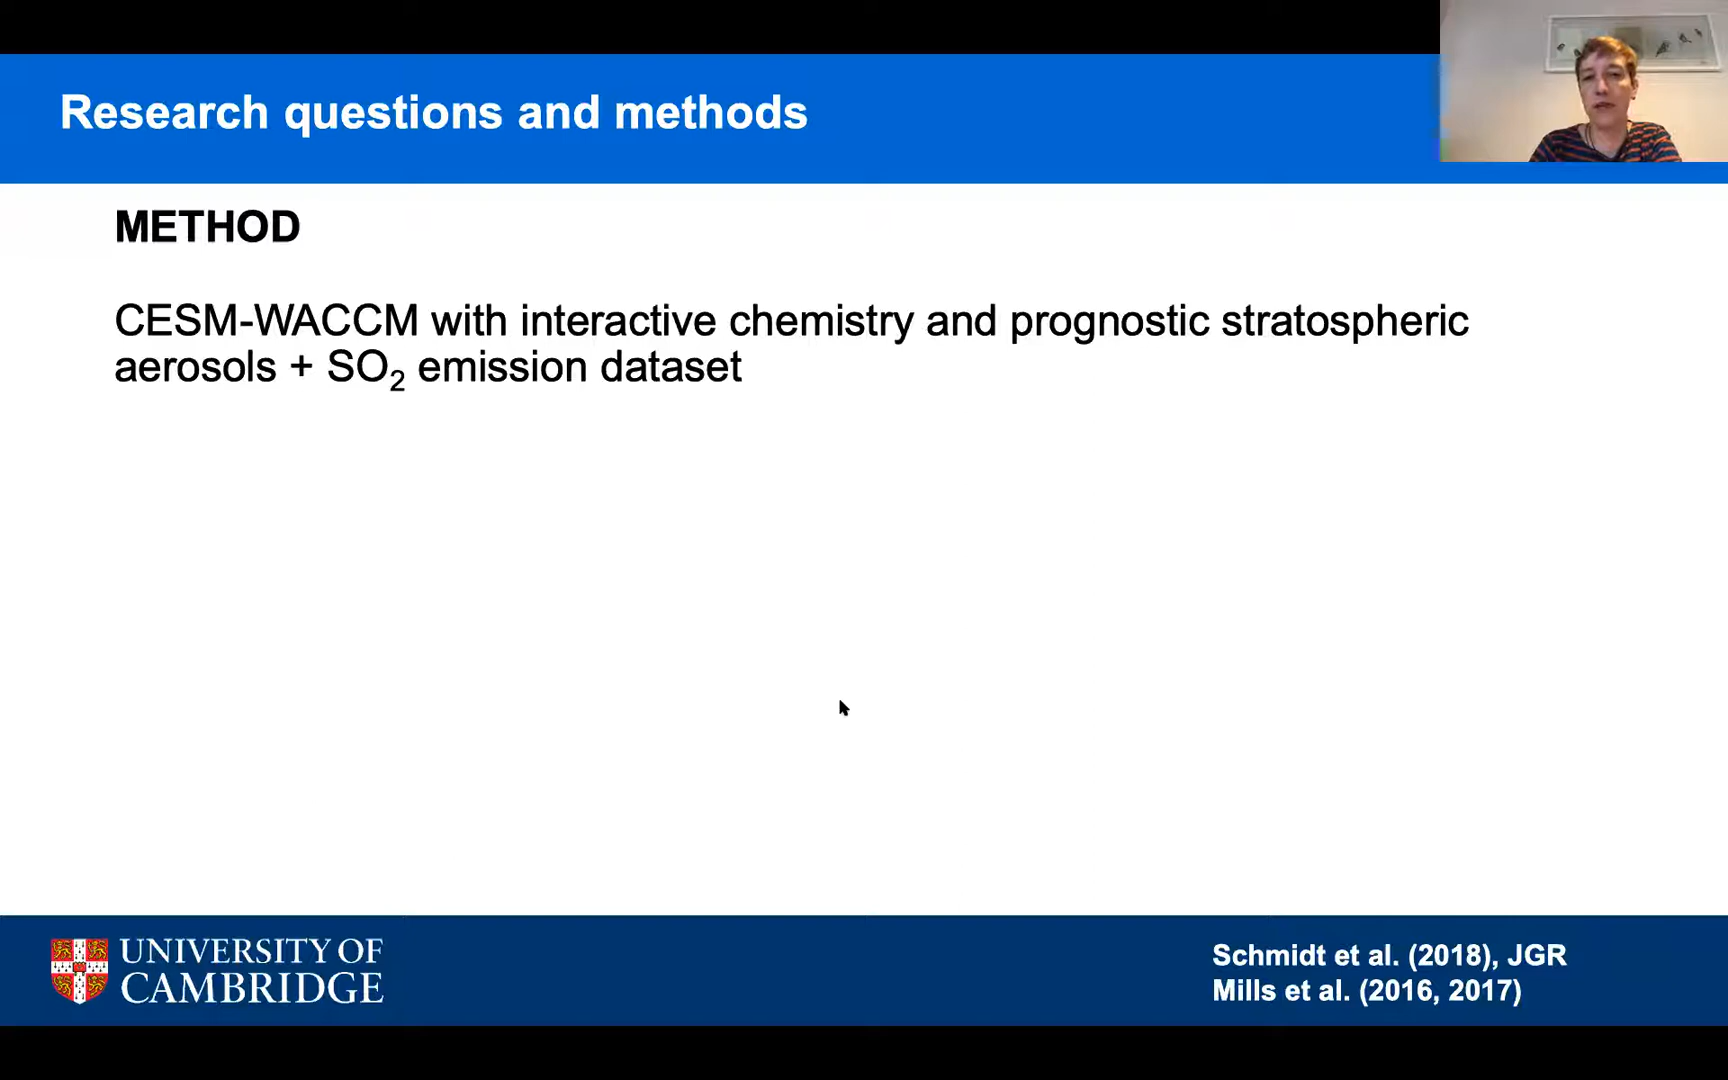 Research questions and methods
METHOD
CESM-WACCM with interactive chemistry and prognostic stratospheric
aerosols + SO₂ emission dataset
UNIVERSITY OF
CAMBRIDGE
Schmidt et al. (2018), JGR
Mills et al. (2016, 2017)